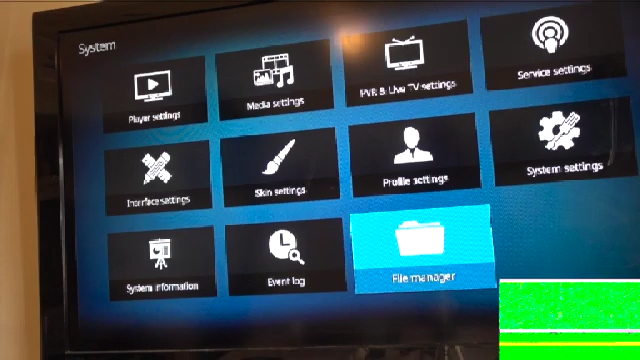 System
Player settings
Media settings
PVR & Live TV settings
Service settings
Interface settings
Skin settings
Profile settings
System settings
System information
Event log
File manager